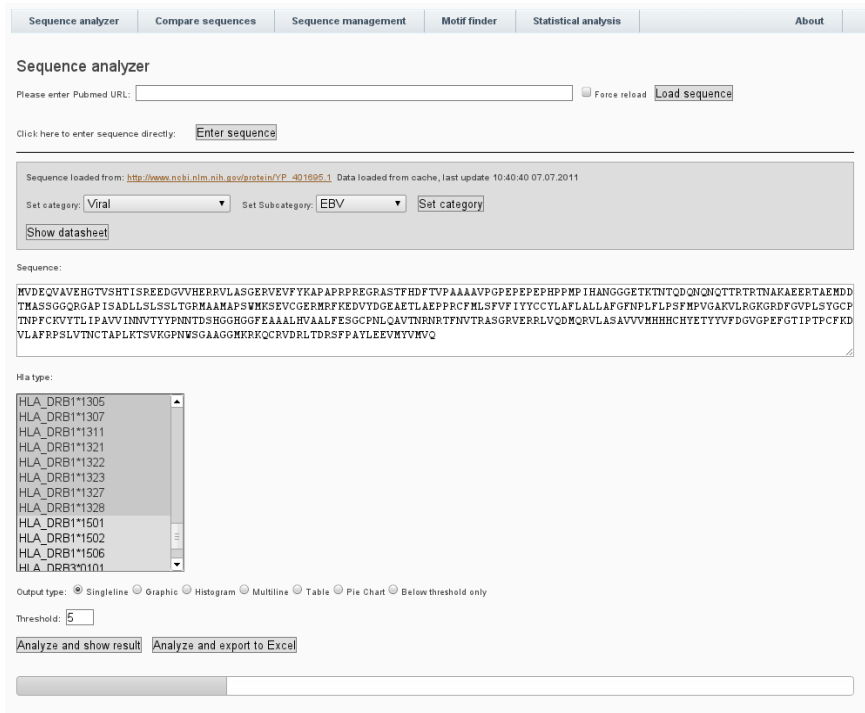 Sequence analyzer Compare sequences Sequence management Motif finder Statistical analysis About
Sequence analyzer
Please enter Pubmed URL: Force reload Load sequence
Click here to enter sequence directly: Enter sequence
Sequence loaded from: http://www.ncbi.nlm.nih.gov/protein/YP_401695.1 Data loaded from cache, last update 10:40:40 07.07.2011
Set category: Viral Set Subcategory: EBV Set category
Show datasheet
Sequence:
MVDEQVAVEHGTVSHTISREEDGVVHERRVLASGERVEVFYKAPAPRPREGRASTFHDFTVPAAAAVPGPEPEPEPHPPMPIHANGGGETKTNTQDQNQNQTTRTRTNAKAEERTAEMDD
TMASSGGQRGAPISADLLSLSSLTGRMAAMAPSWMKSEVCGERMRFKEDVYDGEAETLAEPPRCFMLSFVFIYYCCYLAFLALLAFGFNPLFLPSFMPVGAKVLRGKGRDFGVPLSYGCP
TNPFCKVYTLIPAVVINNVTYYPNNTDSHGGHGGFEAAALHVAALFESGCPNLQAVTNRNRTFNVTRASGRVERRLVQDMQRVLASAVVVMHHHCHYETYYVFDGVGPEFGTIPTPCFKD
VLAFRPSLVTNCTAPLKTSVKGPNWSGAAGGMKRKQCRVDRLTDRSFPAYLEEVMYVMVQ
Hla type:
HLA_DRB1*1305
HLA_DRB1*1307
HLA_DRB1*1311
HLA_DRB1*1321
HLA_DRB1*1322
HLA_DRB1*1323
HLA_DRB1*1327
HLA_DRB1*1328
HLA_DRB1*1501
HLA_DRB1*1502
HLA_DRB1*1506
HLA_DRB3*0101
Output type: Singleline Graphic Histogram Multiline Table Pie Chart Below threshold only
Threshold: 5
Analyze and show result Analyze and export to Excel